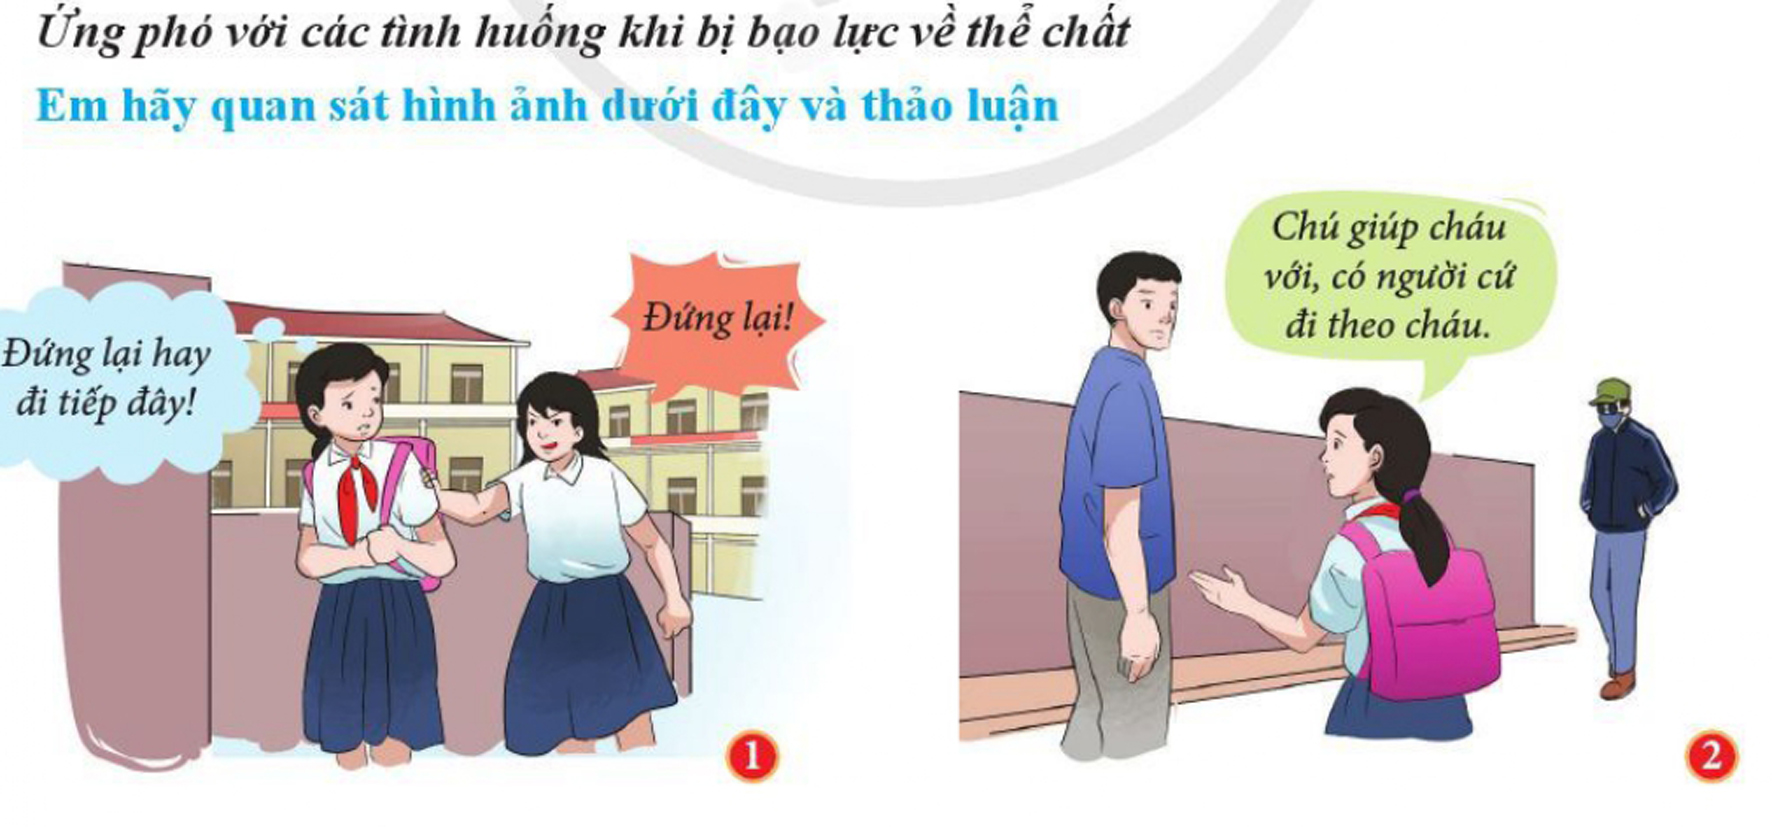 Ứng phó với các tình huống khi bị bạo lực về thể chất
Em hãy quan sát hình ảnh dưới đây và thảo luận
Đứng lại hay
đi tiếp đây!
Đứng lại!
1
Chú giúp cháu
với, có người cứ
đi theo cháu.
2